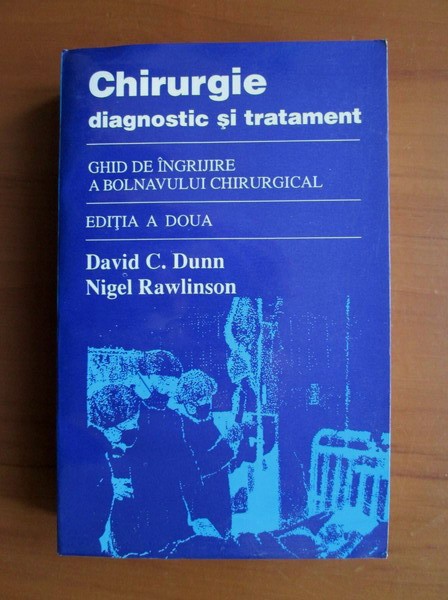 Chirurgie
diagnostic şi tratament
GHID DE ÎNGRIJIRE
A BOLNAVULUI CHIRURGICAL
EDIŢIA A DOUA
David C. Dunn
Nigel Rawlinson